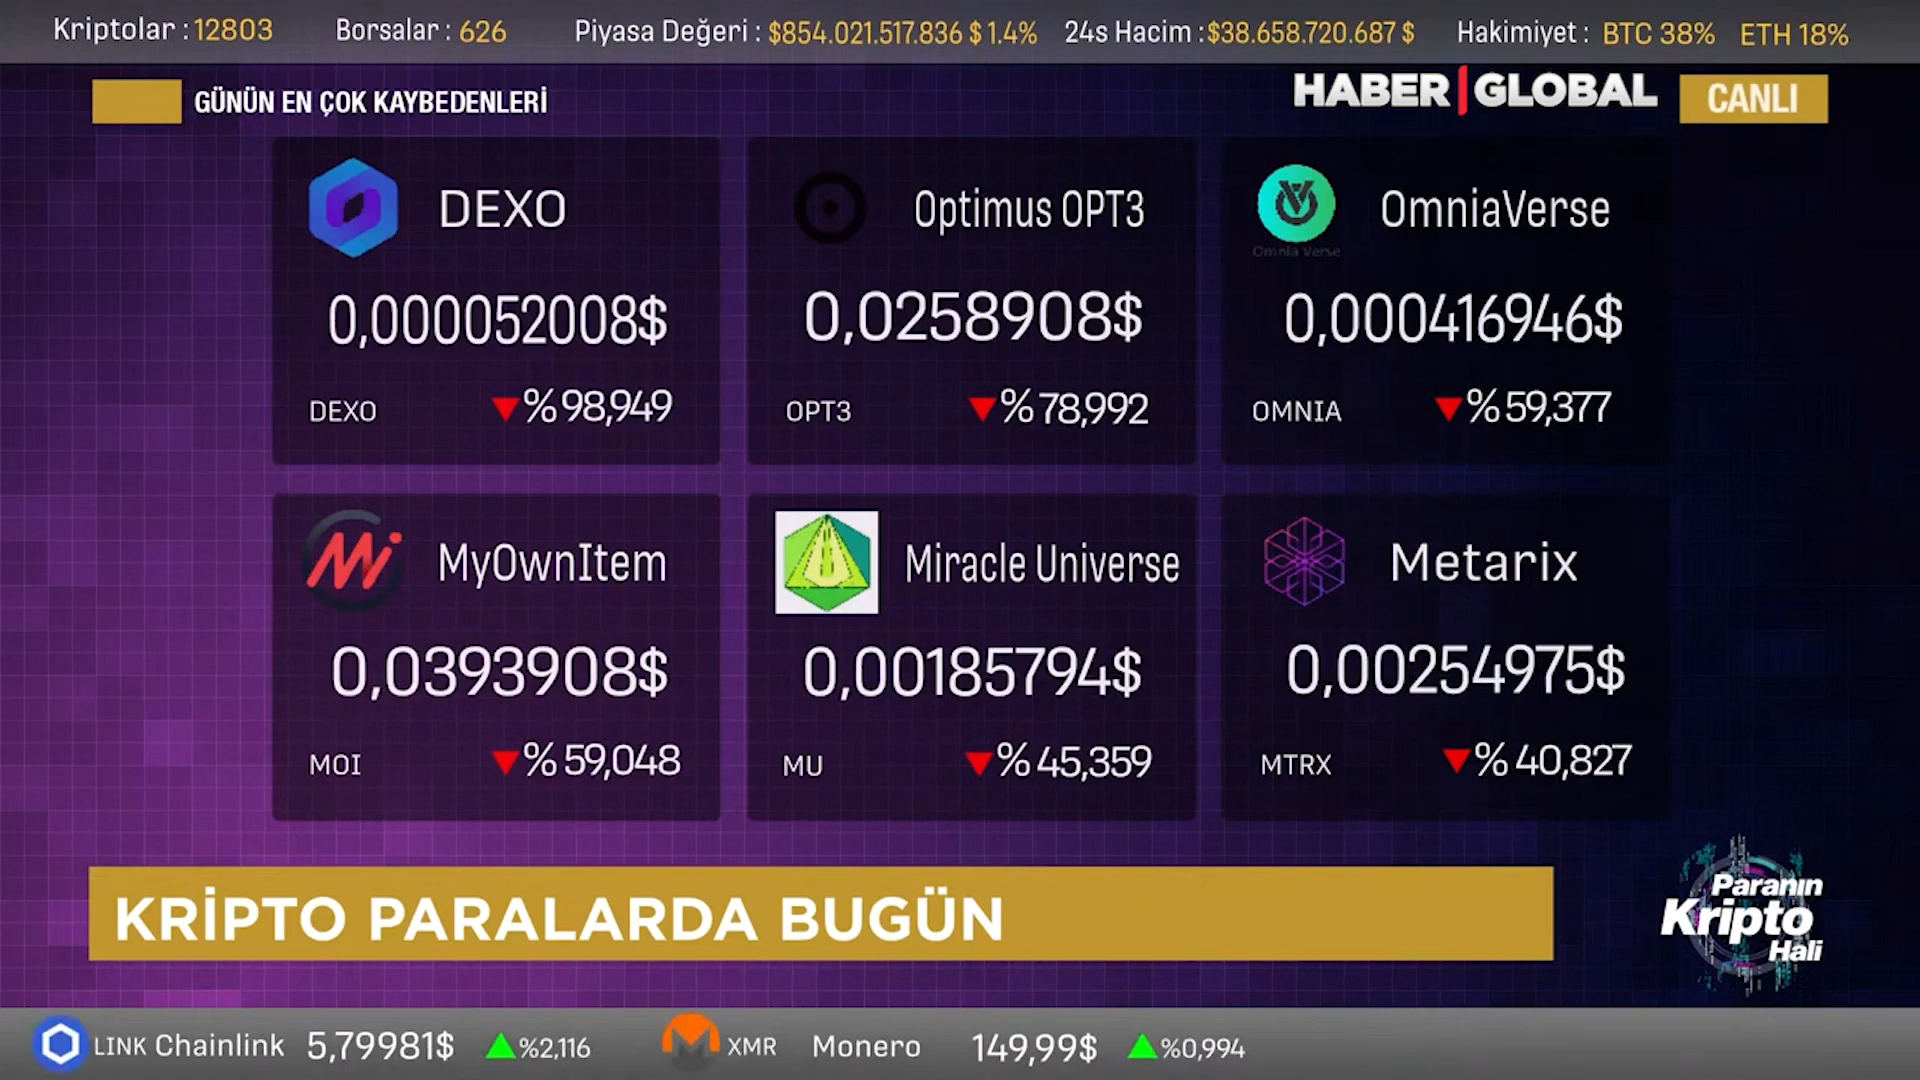 Kriptolar : 12803 Borsalar : 626 Piyasa Değeri : $854.021.517.836 $ 1.4% 24s Hacim : $38.658.720.687 $ Hakimiyet : BTC 38% ETH 18%
GÜNÜN EN ÇOK KAYBEDENLERİ
HABER GLOBAL CANLI
DEXO
0,000052008$
DEXO %98,949
Optimus OPT3
0,0258908$
OPT3 %78,992
Omnia Verse
OmniaVerse
0,000416946$
OMNIA %59,377
MyOwnItem
0,0393908$
MOI %59,048
Miracle Universe
0,00185794$
MU %45,359
Metarix
0,00254975$
MTRX %40,827
KRİPTO PARALARDA BUGÜN
Paranın
Kripto
Hali
LINK Chainlink 5,79981$ %2,116 XMR Monero 149,99$ %0,994